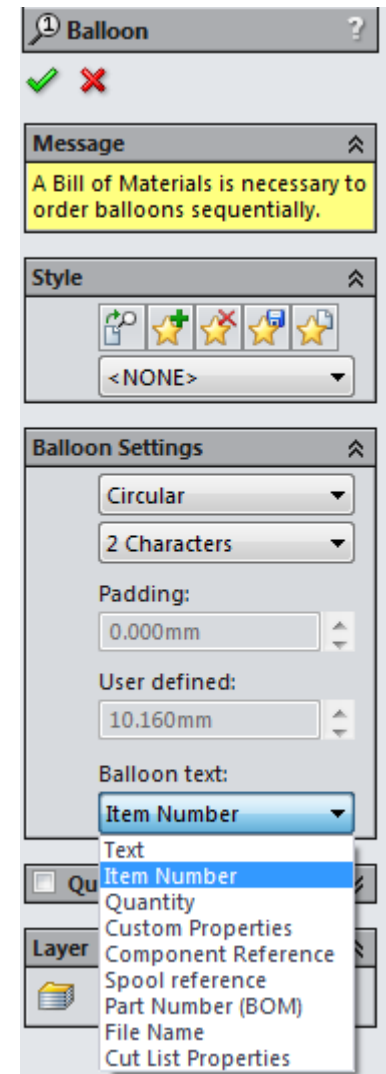 1 Balloon ?
Message
A Bill of Materials is necessary to
order balloons sequentially.
Style
<NONE>
Balloon Settings
Circular
2 Characters
Padding:
0.000mm
User defined:
10.160mm
Balloon text:
Item Number
Text
Qu Item Number
Quantity
Custom Properties
Layer Component Reference
Spool reference
Part Number (BOM)
File Name
Cut List Properties